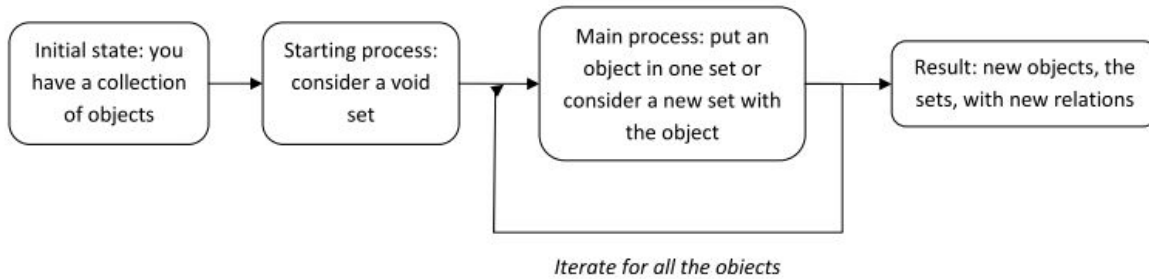 Initial state: you
have a collection
of objects
Starting process:
consider a void
set
Main process: put an
object in one set or
consider a new set with
the object
Result: new objects, the
sets, with new relations
Iterate for all the objects